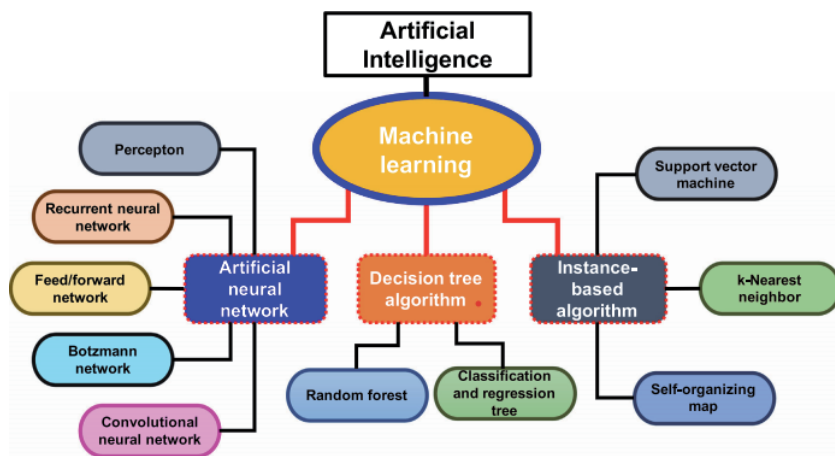 Artificial
Intelligence
Machine
learning
Percepton
Recurrent neural
network
Feed/forward
network
Botzmann
network
Convolutional
neural network
Artificial
neural
network
Decision tree
algorithm
Random forest
Classification
and regression
tree
Instance-
based
algorithm
Support vector
machine
k-Nearest
neighbor
Self-organizing
map